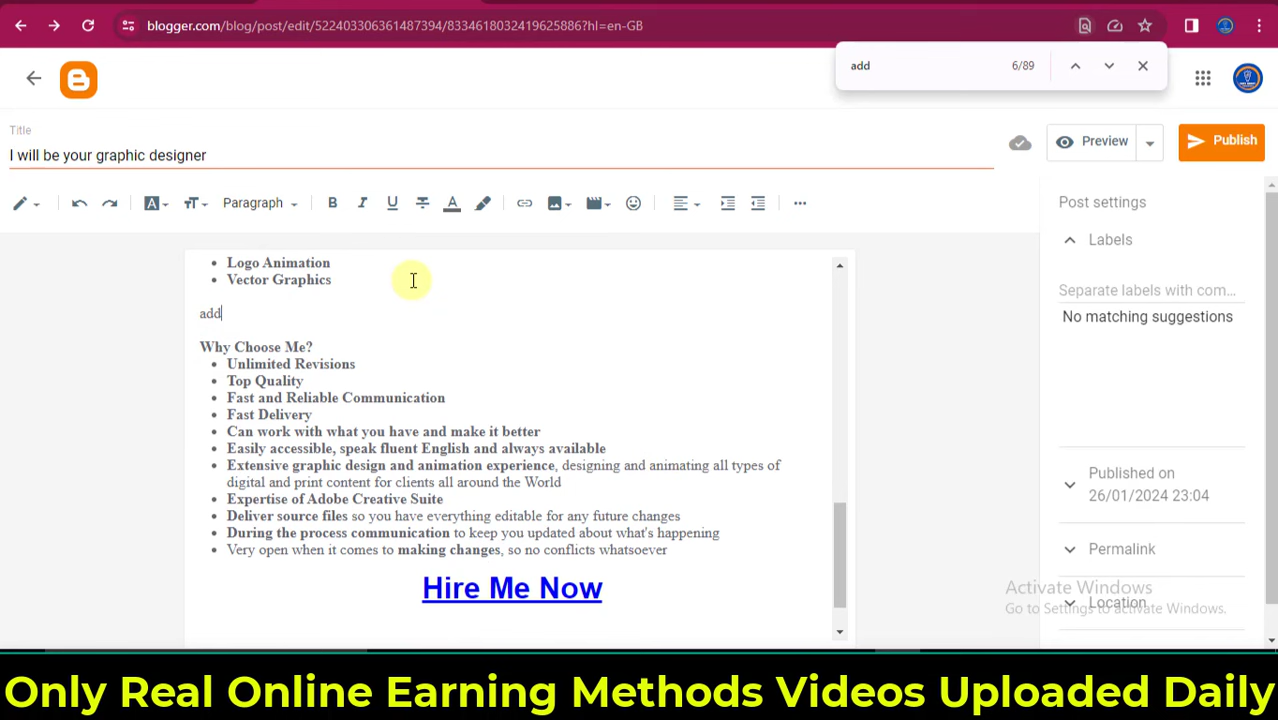 blogger.com/blog/post/edit/522403306361487394/8334618032419625886?hl=en-GB
add 6/89
Title
I will be your graphic designer
Preview
Publish
Paragraph
B I U A
Post settings
Labels
Separate labels with com...
No matching suggestions
Published on
26/01/2024 23:04
Permalink
Location
Logo Animation
Vector Graphics
add
Why Choose Me?
Unlimited Revisions
Top Quality
Fast and Reliable Communication
Fast Delivery
Can work with what you have and make it better
Easily accessible, speak fluent English and always available
Extensive graphic design and animation experience, designing and animating all types of
digital and print content for clients all around the World
Expertise of Adobe Creative Suite
Deliver source files so you have everything editable for any future changes
During the process communication to keep you updated about what's happening
Very open when it comes to making changes, so no conflicts whatsoever
Hire Me Now
Activate Windows
Go to Settings to activate Windows.
Only Real Online Earning Methods Videos Uploaded Daily